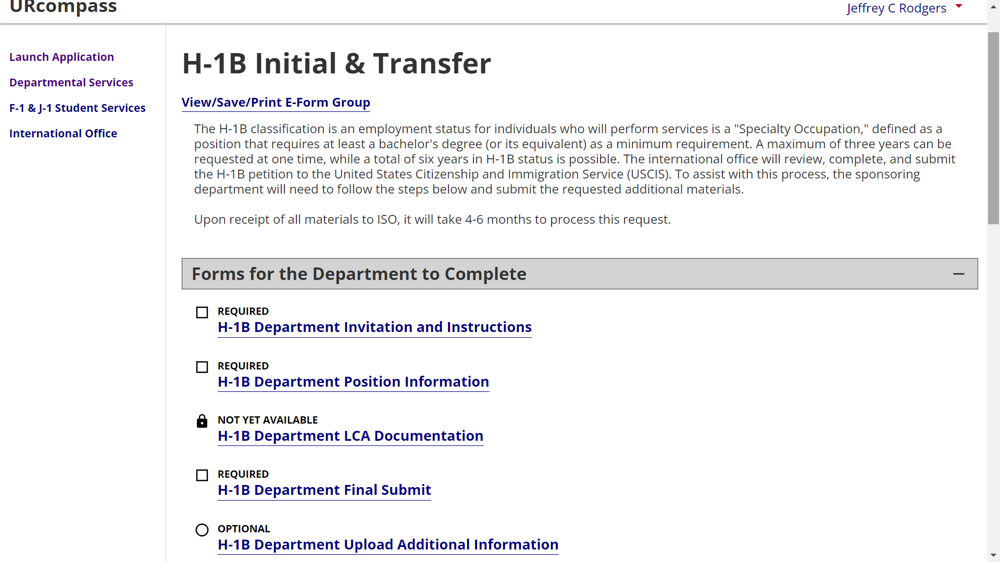 URcompass
Jeffrey C Rodgers
Launch Application
Departmental Services
F-1 & J-1 Student Services
International Office
H-1B Initial & Transfer
View/Save/Print E-Form Group
The H-1B classification is an employment status for individuals who will perform services is a "Specialty Occupation," defined as a
position that requires at least a bachelor's degree (or its equivalent) as a minimum requirement. A maximum of three years can be
requested at one time, while a total of six years in H-1B status is possible. The international office will review, complete, and submit
the H-1B petition to the United States Citizenship and Immigration Service (USCIS). To assist with this process, the sponsoring
department will need to follow the steps below and submit the requested additional materials.
Upon receipt of all materials to ISO, it will take 4-6 months to process this request.
Forms for the Department to Complete
REQUIRED
H-1B Department Invitation and Instructions
REQUIRED
H-1B Department Position Information
NOT YET AVAILABLE
H-1B Department LCA Documentation
REQUIRED
H-1B Department Final Submit
OPTIONAL
H-1B Department Upload Additional Information